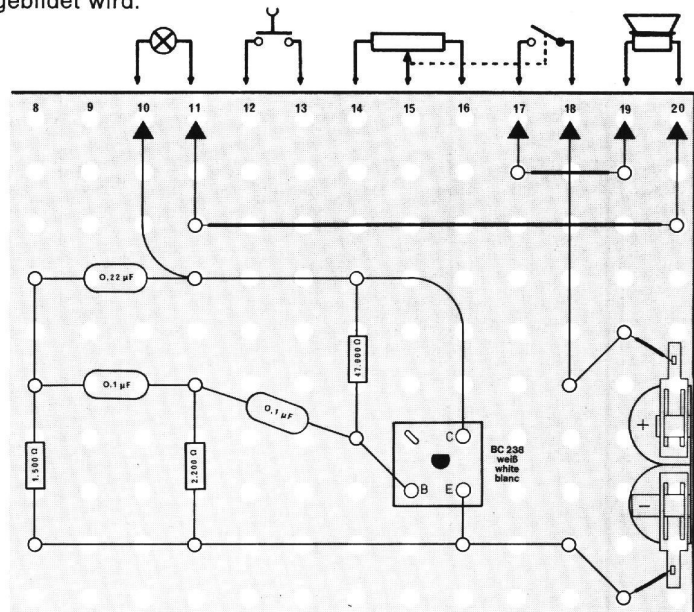 gebildet wird.
8 9 10 11 12 13 14 15 16 17 18 19 20
0,22 µF
0,1 µF
0,1 µF
47.000 Ω
1.500 Ω
2.200 Ω
C
B E
BC 238
weiß
white
blanc
+
−